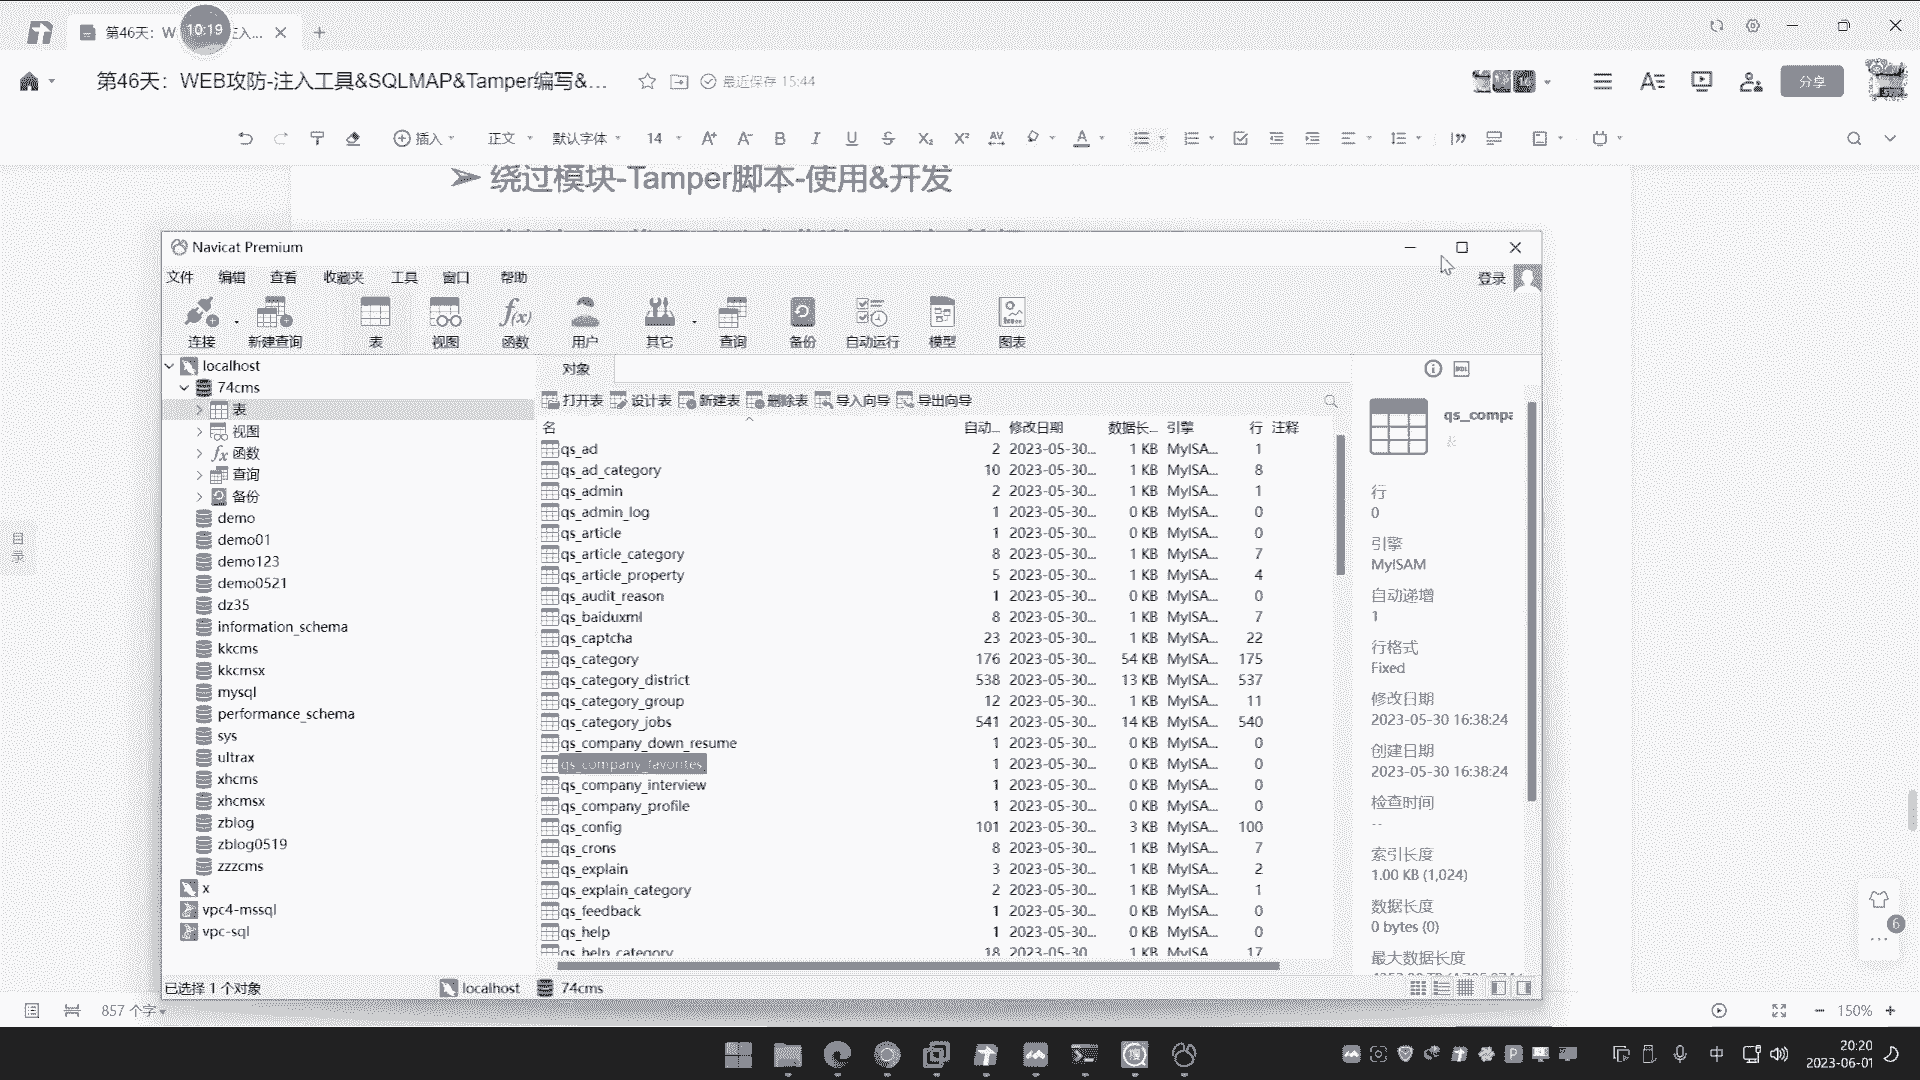 第46天：W
10:19
注入...
第46天：WEB攻防-注入工具&SQLMAP&Tamper编写&...
最近保存 15:44
分享
插入
正文
默认字体
14
➢ 绕过模块-Tamper脚本-使用&开发
Navicat Premium
文件 编辑 查看 收藏夹 工具 窗口 帮助
登录
连接 新建查询 表 视图 函数 用户 其它 查询 备份 自动运行 模型 图表
localhost
74cms
表
视图
函数
查询
备份
demo
demo01
demo123
demo0521
dz35
information_schema
kkcms
kkcmsx
mysql
performance_schema
sys
ultrax
xhcms
xhcmsx
zblog
zblog0519
zzzcms
x
vpc4-mssql
vpc-sql
对象
打开表 设计表 新建表 删除表 导入向导 导出向导
名 自动... 修改日期 数据长... 引擎 行 注释
qs_ad 2 2023-05-30... 1 KB MyISA... 1
qs_ad_category 10 2023-05-30... 1 KB MyISA... 8
qs_admin 2 2023-05-30... 1 KB MyISA... 1
qs_admin_log 1 2023-05-30... 0 KB MyISA... 0
qs_article 1 2023-05-30... 0 KB MyISA... 0
qs_article_category 8 2023-05-30... 1 KB MyISA... 7
qs_article_property 5 2023-05-30... 1 KB MyISA... 4
qs_audit_reason 1 2023-05-30... 0 KB MyISA... 0
qs_baiduxml 8 2023-05-30... 1 KB MyISA... 7
qs_captcha 23 2023-05-30... 1 KB MyISA... 22
qs_category 176 2023-05-30... 54 KB MyISA... 175
qs_category_district 538 2023-05-30... 13 KB MyISA... 537
qs_category_group 12 2023-05-30... 1 KB MyISA... 11
qs_category_jobs 541 2023-05-30... 14 KB MyISA... 540
qs_company_down_resume 1 2023-05-30... 0 KB MyISA... 0
qs_company_favorites 1 2023-05-30... 0 KB MyISA... 0
qs_company_interview 1 2023-05-30... 0 KB MyISA... 0
qs_company_profile 1 2023-05-30... 0 KB MyISA... 0
qs_config 101 2023-05-30... 3 KB MyISA... 100
qs_crons 8 2023-05-30... 1 KB MyISA... 7
qs_explain 3 2023-05-30... 1 KB MyISA... 2
qs_explain_category 2 2023-05-30... 1 KB MyISA... 1
qs_feedback 1 2023-05-30... 0 KB MyISA... 0
qs_help 1 2023-05-30... 0 KB MyISA... 0
qs_help_category 18 2023-05-30 1 KB MyISA 17
qs_compa
表
行
0
引擎
MyISAM
自动递增
1
行格式
Fixed
修改日期
2023-05-30 16:38:24
创建日期
2023-05-30 16:38:24
检查时间
--
索引长度
1.00 KB (1,024)
数据长度
0 bytes (0)
最大数据长度
已选择 1 个对象
localhost
74cms
目录
6
857 个字
150%
中
20:20
2023-06-01